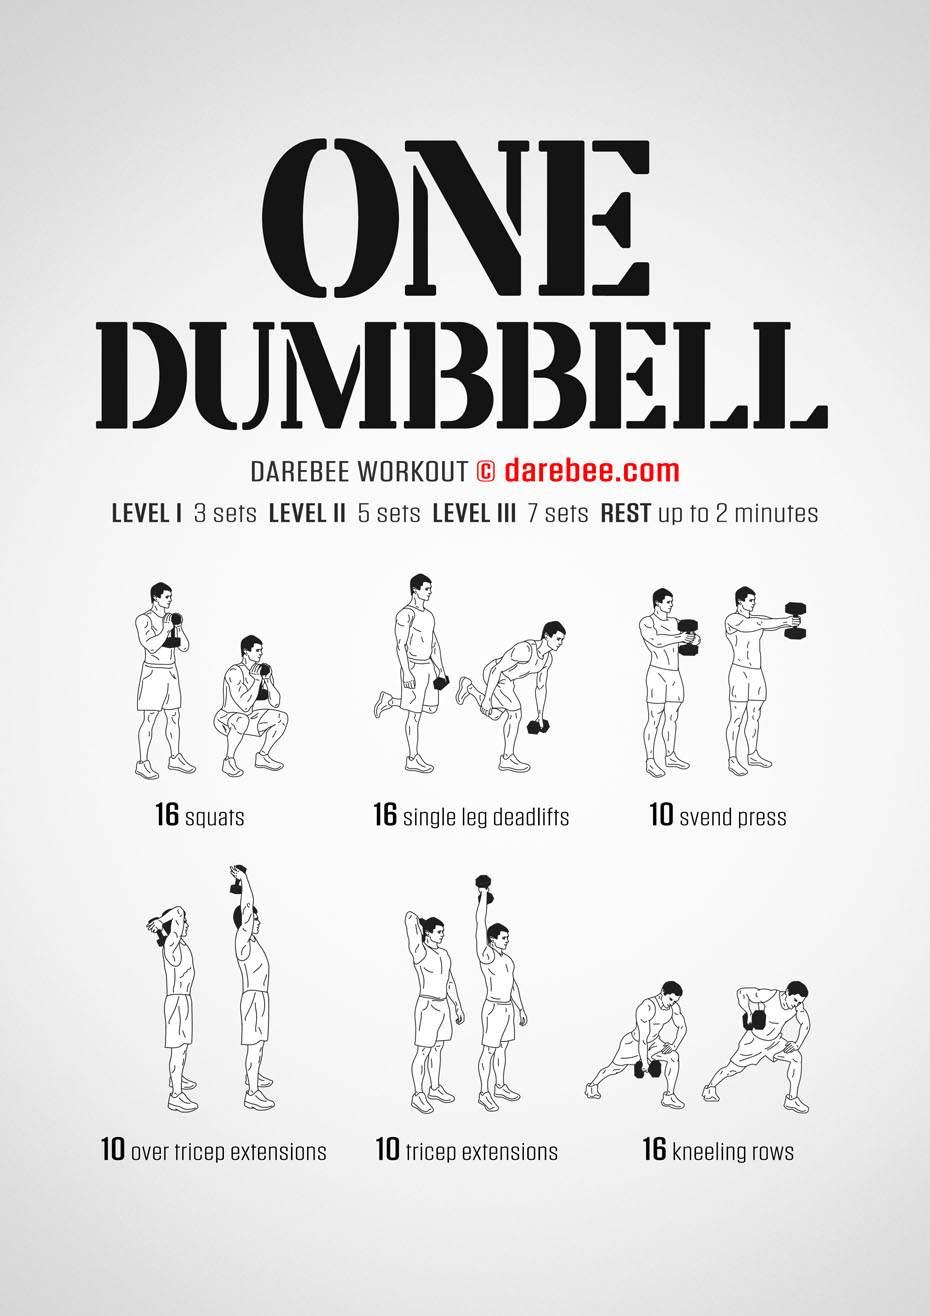 ONE
DUMBBELL
DAREBEE WORKOUT © darebee.com
LEVEL I 3 sets LEVEL II 5 sets LEVEL III 7 sets REST up to 2 minutes
16 squats
16 single leg deadlifts
10 svend press
10 over tricep extensions
10 tricep extensions
16 kneeling rows